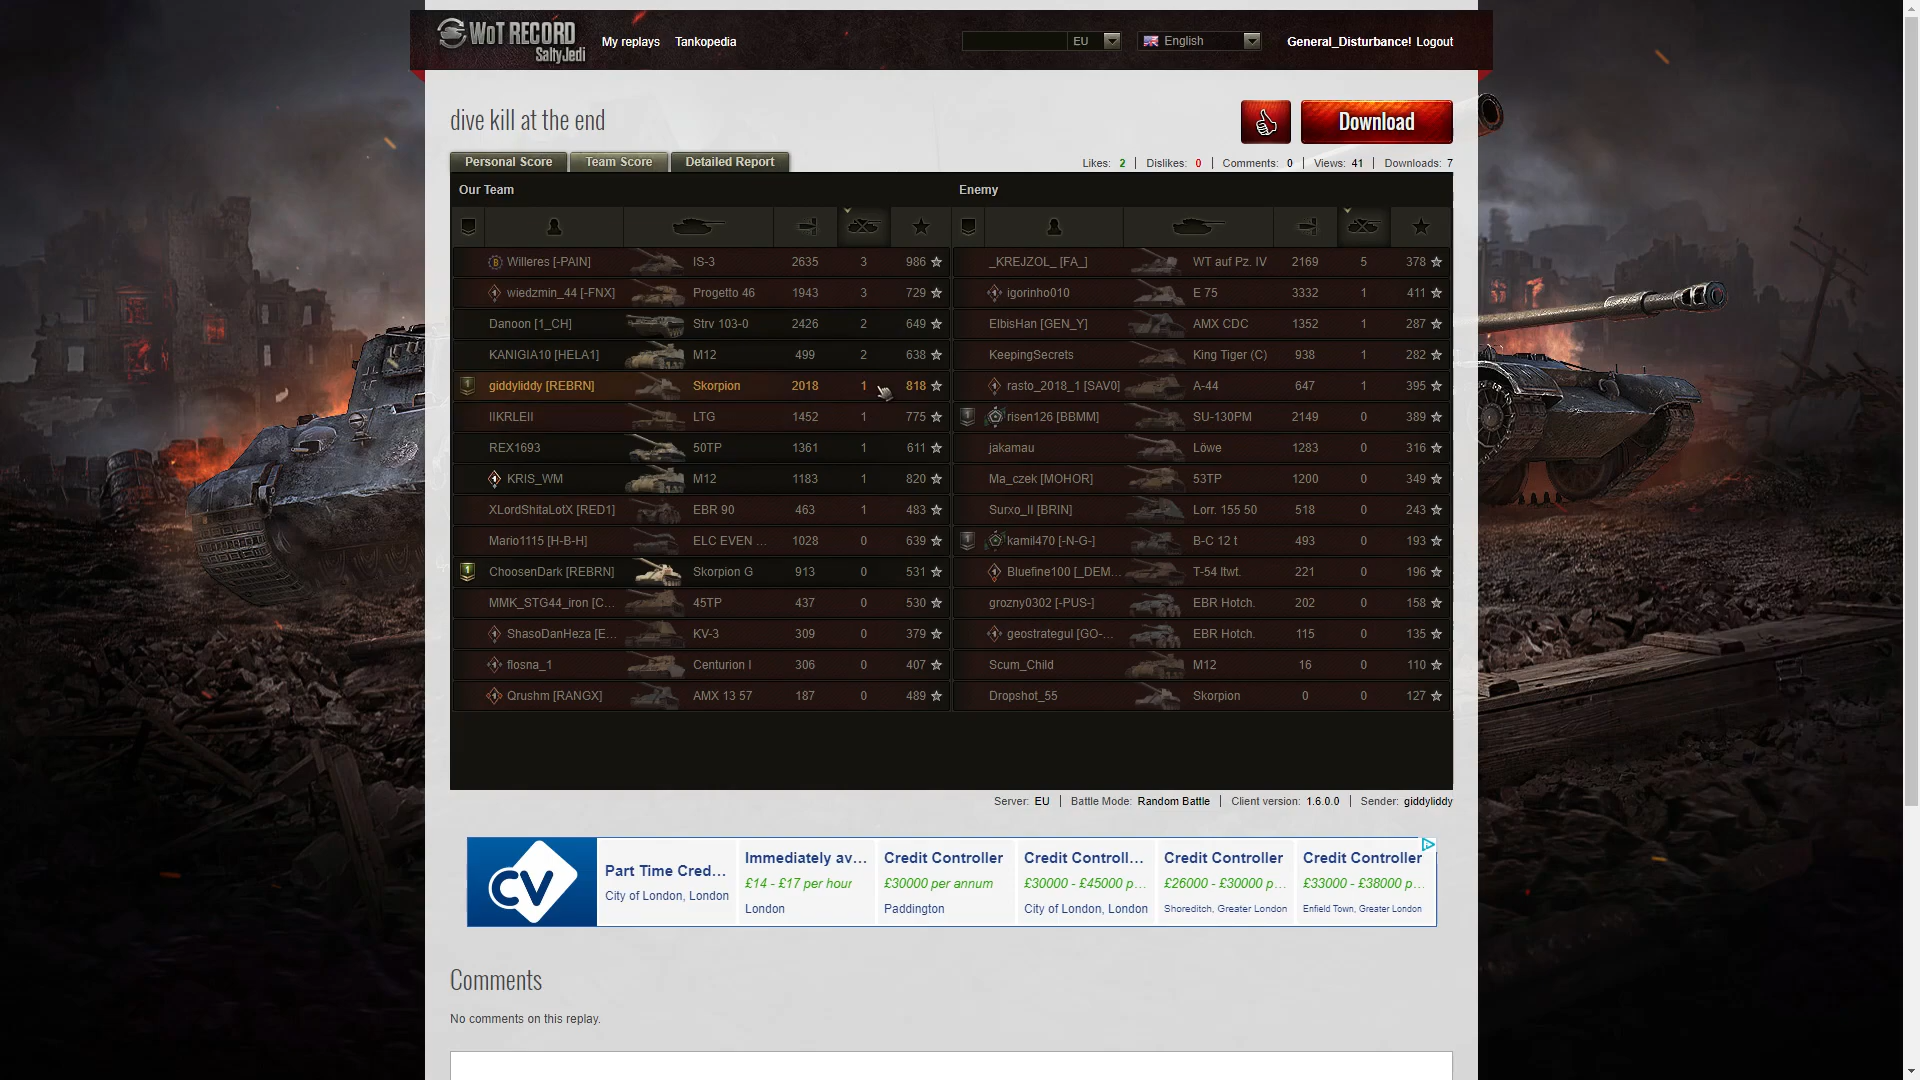 WoT RECORD
SaltyJedi
My replays Tankopedia EU English General_Disturbance! Logout
dive kill at the end
Download
Personal Score Team Score Detailed Report
Likes: 2 | Dislikes: 0 | Comments: 0 | Views: 41 | Downloads: 7
Our Team Enemy
Willeres [-PAIN] IS-3 2635 3 986 _KREJZOL_ [FA_] WT auf Pz. IV 2169 5 378
wiedzmin_44 [-FNX] Progetto 46 1943 3 729 igorinho010 E 75 3332 1 411
Danoon [1_CH] Strv 103-0 2426 2 649 ElbisHan [GEN_Y] AMX CDC 1352 1 287
KANIGIA10 [HELA1] M12 499 2 638 KeepingSecrets King Tiger (C) 938 1 282
giddyliddy [REBRN] Skorpion 2018 1 818 rasto_2018_1 [SAV0] A-44 647 1 395
IIKRLEII LTG 1452 1 775 risen126 [BBMM] SU-130PM 2149 0 389
REX1693 50TP 1361 1 611 jakamau Löwe 1283 0 316
KRIS_WM M12 1183 1 820 Ma_czek [MOHOR] 53TP 1200 0 349
XLordShitaLotX [RED1] EBR 90 463 1 483 Surxo_II [BRIN] Lorr. 155 50 518 0 243
Mario1115 [H-B-H] ELC EVEN ... 1028 0 639 kamil470 [-N-G-] B-C 12 t 493 0 193
ChoosenDark [REBRN] Skorpion G 913 0 531 Bluefine100 [_DEM... T-54 ltwt. 221 0 196
MMK_STG44_iron [C... 45TP 437 0 530 grozny0302 [-PUS-] EBR Hotch. 202 0 158
ShasoDanHeza [E... KV-3 309 0 379 geostrategul [GO-... EBR Hotch. 115 0 135
flosna_1 Centurion I 306 0 407 Scum_Child M12 16 0 110
Qrushm [RANGX] AMX 13 57 187 0 489 Dropshot_55 Skorpion 0 0 127
Server: EU | Battle Mode: Random Battle | Client version: 1.6.0.0 | Sender: giddyliddy
CV
Part Time Cred... Immediately av... Credit Controller Credit Controll... Credit Controller Credit Controller
City of London, London £14 - £17 per hour £30000 per annum £30000 - £45000 p... £26000 - £30000 p... £33000 - £38000 p...
London Paddington City of London, London Shoreditch, Greater London Enfield Town, Greater London
Comments
No comments on this replay.